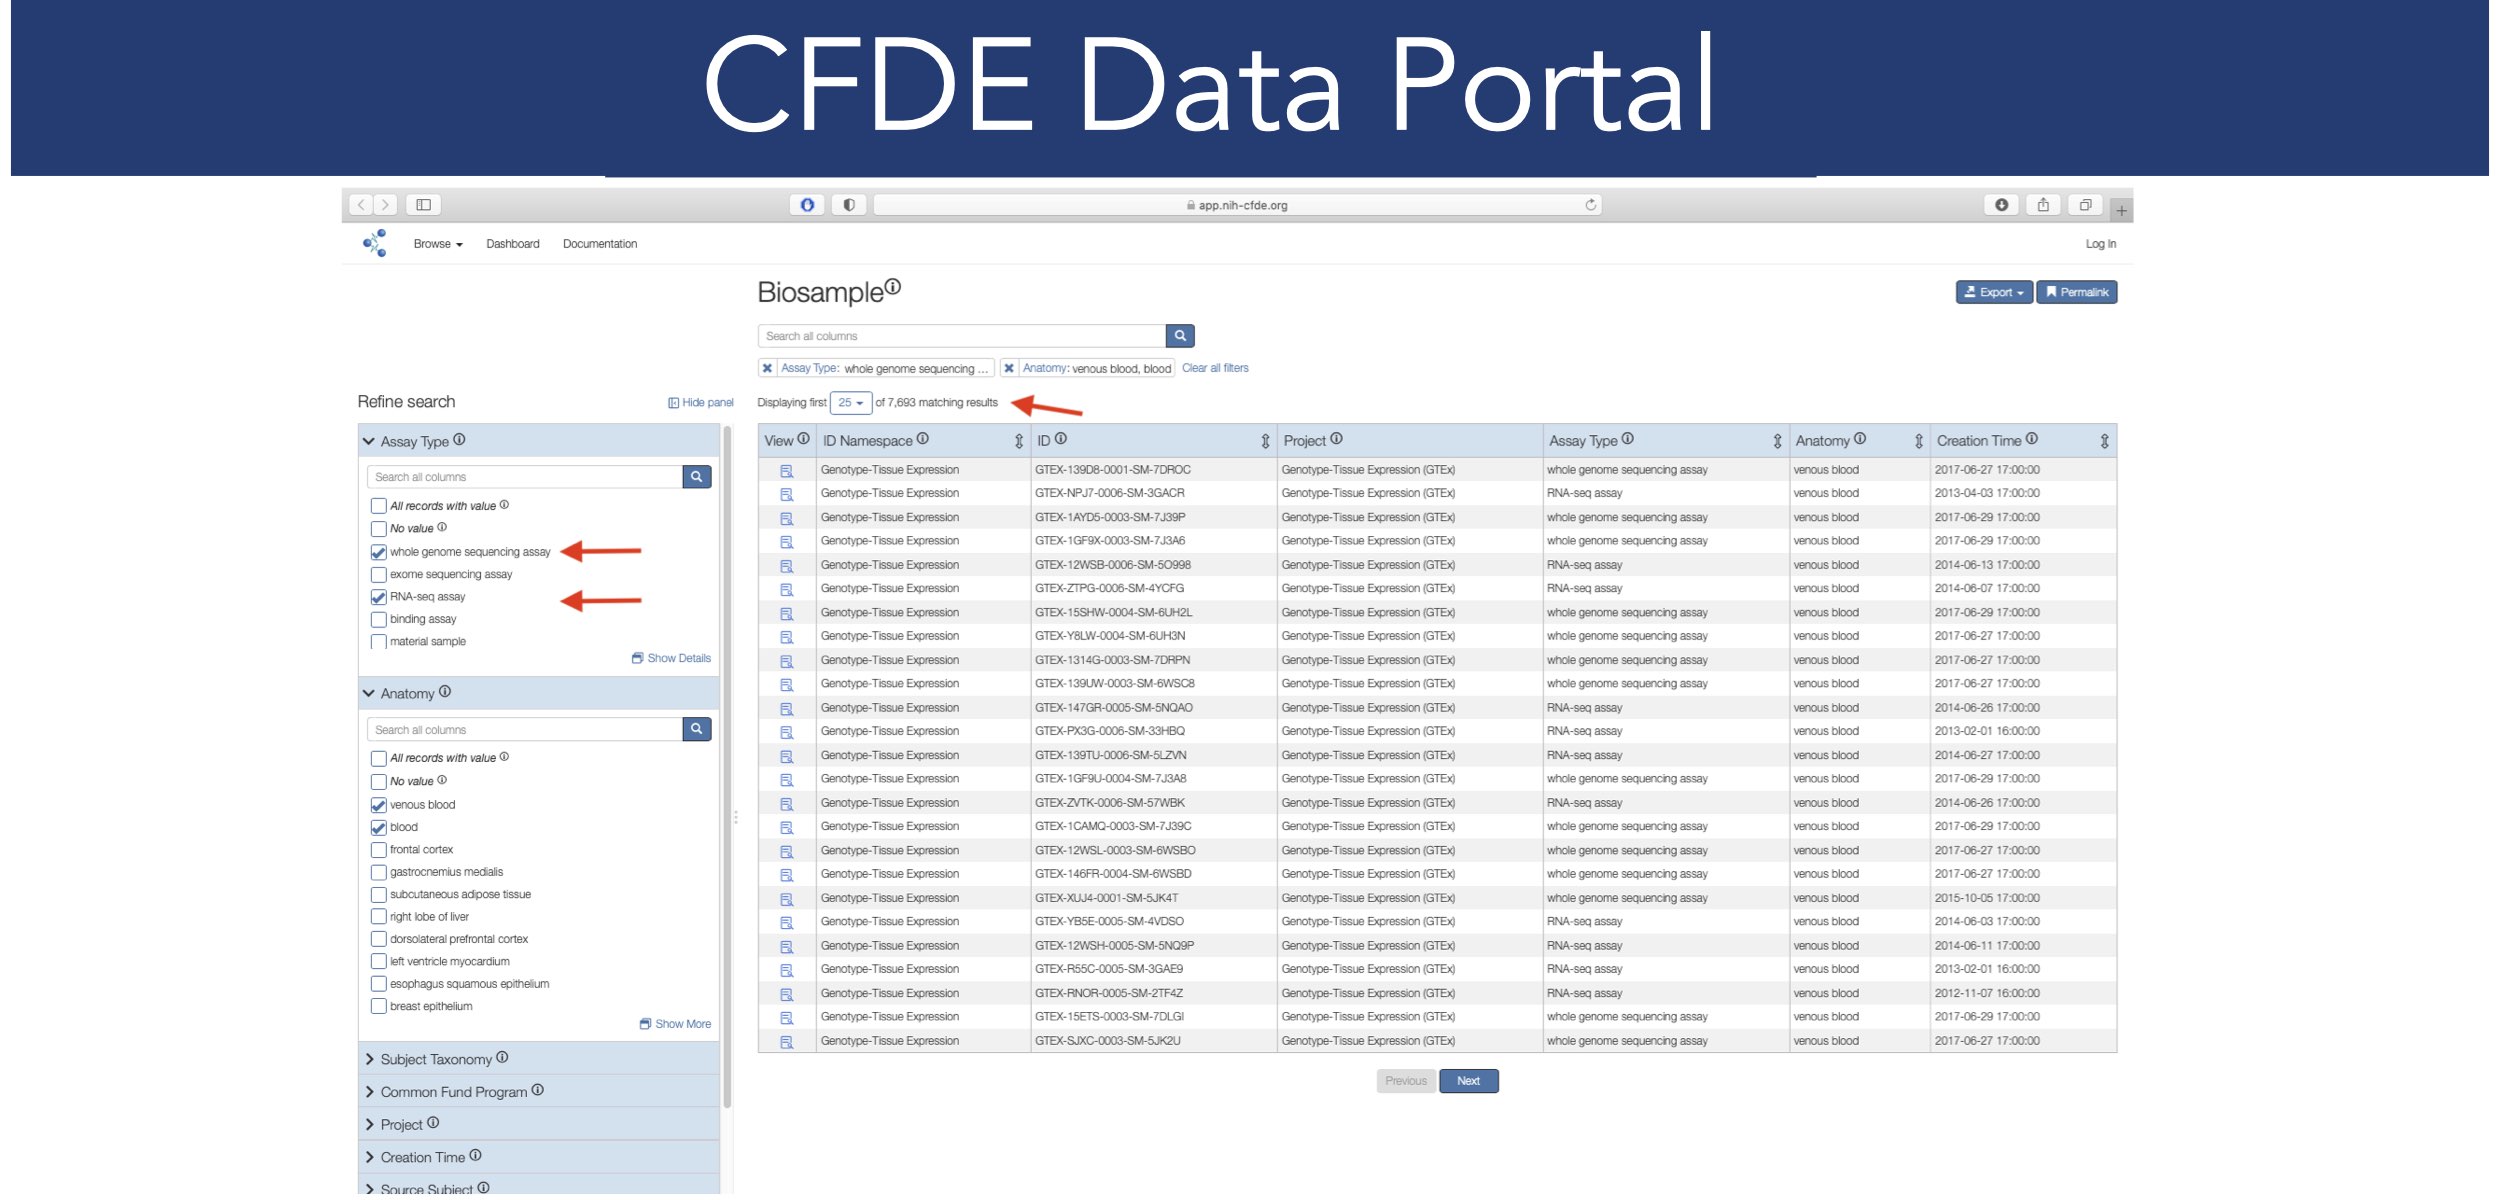 CFDE Data Portal
app.nih-cfde.org
Browse Dashboard Documentation Log In
Biosample
Export Permalink
Search all columns
Assay Type: whole genome sequencing ... Anatomy: venous blood, blood Clear all filters
Refine search Hide panel
Displaying first 25 of 7,693 matching results
Assay Type
Search all columns
All records with value
No value
whole genome sequencing assay
exome sequencing assay
RNA-seq assay
binding assay
material sample
Show Details
Anatomy
Search all columns
All records with value
No value
venous blood
blood
frontal cortex
gastrocnemius medialis
subcutaneous adipose tissue
right lobe of liver
dorsolateral prefrontal cortex
left ventricle myocardium
esophagus squamous epithelium
breast epithelium
Show More
Subject Taxonomy
Common Fund Program
Project
Creation Time
Source Subject
View ID Namespace ID Project Assay Type Anatomy Creation Time
Genotype-Tissue Expression GTEX-139D8-0001-SM-7DROC Genotype-Tissue Expression (GTEx) whole genome sequencing assay venous blood 2017-06-27 17:00:00
Genotype-Tissue Expression GTEX-NPJ7-0006-SM-3GACR Genotype-Tissue Expression (GTEx) RNA-seq assay venous blood 2013-04-03 17:00:00
Genotype-Tissue Expression GTEX-1AYD5-0003-SM-7J39P Genotype-Tissue Expression (GTEx) whole genome sequencing assay venous blood 2017-06-29 17:00:00
Genotype-Tissue Expression GTEX-1GF9X-0003-SM-7J3A6 Genotype-Tissue Expression (GTEx) whole genome sequencing assay venous blood 2017-06-29 17:00:00
Genotype-Tissue Expression GTEX-12WSB-0006-SM-5O998 Genotype-Tissue Expression (GTEx) RNA-seq assay venous blood 2014-06-13 17:00:00
Genotype-Tissue Expression GTEX-ZTPG-0006-SM-4YCFG Genotype-Tissue Expression (GTEx) RNA-seq assay venous blood 2014-06-07 17:00:00
Genotype-Tissue Expression GTEX-15SHW-0004-SM-6UH2L Genotype-Tissue Expression (GTEx) whole genome sequencing assay venous blood 2017-06-29 17:00:00
Genotype-Tissue Expression GTEX-Y8LW-0004-SM-6UH3N Genotype-Tissue Expression (GTEx) whole genome sequencing assay venous blood 2017-06-27 17:00:00
Genotype-Tissue Expression GTEX-1314G-0003-SM-7DRPN Genotype-Tissue Expression (GTEx) whole genome sequencing assay venous blood 2017-06-27 17:00:00
Genotype-Tissue Expression GTEX-139UW-0003-SM-6WSC8 Genotype-Tissue Expression (GTEx) whole genome sequencing assay venous blood 2017-06-27 17:00:00
Genotype-Tissue Expression GTEX-147GR-0005-SM-5NQAO Genotype-Tissue Expression (GTEx) RNA-seq assay venous blood 2014-06-26 17:00:00
Genotype-Tissue Expression GTEX-PX3G-0006-SM-33HBQ Genotype-Tissue Expression (GTEx) RNA-seq assay venous blood 2013-02-01 16:00:00
Genotype-Tissue Expression GTEX-139TU-0006-SM-5LZVN Genotype-Tissue Expression (GTEx) RNA-seq assay venous blood 2014-06-27 17:00:00
Genotype-Tissue Expression GTEX-1GF9U-0004-SM-7J3A8 Genotype-Tissue Expression (GTEx) whole genome sequencing assay venous blood 2017-06-29 17:00:00
Genotype-Tissue Expression GTEX-ZVTK-0006-SM-57WBK Genotype-Tissue Expression (GTEx) RNA-seq assay venous blood 2014-06-26 17:00:00
Genotype-Tissue Expression GTEX-1CAMQ-0003-SM-7J39C Genotype-Tissue Expression (GTEx) whole genome sequencing assay venous blood 2017-06-29 17:00:00
Genotype-Tissue Expression GTEX-12WSL-0003-SM-6WSBO Genotype-Tissue Expression (GTEx) whole genome sequencing assay venous blood 2017-06-27 17:00:00
Genotype-Tissue Expression GTEX-146FR-0004-SM-6WSBD Genotype-Tissue Expression (GTEx) whole genome sequencing assay venous blood 2017-06-27 17:00:00
Genotype-Tissue Expression GTEX-XUJ4-0001-SM-5JK4T Genotype-Tissue Expression (GTEx) whole genome sequencing assay venous blood 2015-10-05 17:00:00
Genotype-Tissue Expression GTEX-YB5E-0005-SM-4VDSO Genotype-Tissue Expression (GTEx) RNA-seq assay venous blood 2014-06-03 17:00:00
Genotype-Tissue Expression GTEX-12WSH-0005-SM-5NQ9P Genotype-Tissue Expression (GTEx) RNA-seq assay venous blood 2014-06-11 17:00:00
Genotype-Tissue Expression GTEX-R55C-0005-SM-3GAE9 Genotype-Tissue Expression (GTEx) RNA-seq assay venous blood 2013-02-01 16:00:00
Genotype-Tissue Expression GTEX-RNOR-0005-SM-2TF4Z Genotype-Tissue Expression (GTEx) RNA-seq assay venous blood 2012-11-07 16:00:00
Genotype-Tissue Expression GTEX-15ETS-0003-SM-7DLGI Genotype-Tissue Expression (GTEx) whole genome sequencing assay venous blood 2017-06-29 17:00:00
Genotype-Tissue Expression GTEX-SJXC-0003-SM-5JK2U Genotype-Tissue Expression (GTEx) whole genome sequencing assay venous blood 2017-06-27 17:00:00
Previous Next